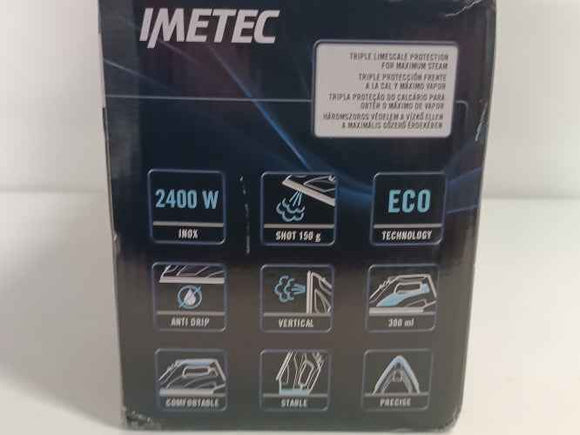 IMETEC
TRIPLE LIMESCALE PROTECTION
FOR MAXIMUM STEAM
TRIPLE PROTECCIÓN FRENTE
A LA CAL Y MÁXIMO VAPOR
TRIPLA PROTEÇÃO DO CALCÁRIO PARA
OBTER O MÁXIMO DE VAPOR
HÁROMSZOROS VÉDELEM A VÍZKŐ ELLEN
A MAXIMÁLIS GŐZERŐ ÉRDEKÉBEN
2400 W
INOX
SHOT 150 g
ECO
TECHNOLOGY
ANTI DRIP
VERTICAL
300 ml
COMFORTABLE
STABLE
PRECISE